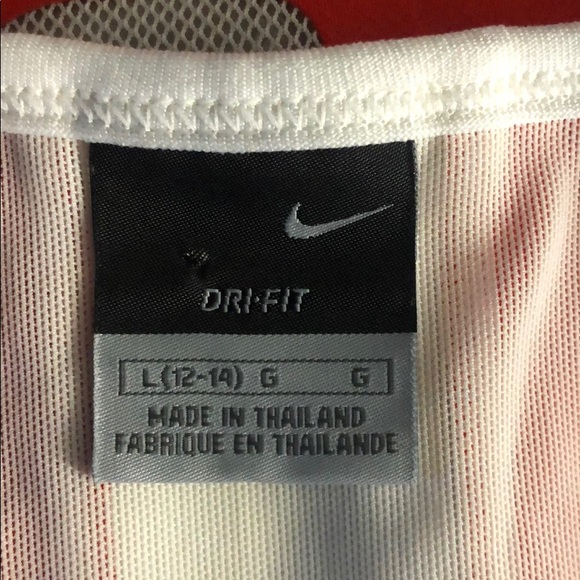 DRI-FIT
L (12-14) G G
MADE IN THAILAND
FABRIQUE EN THAILANDE